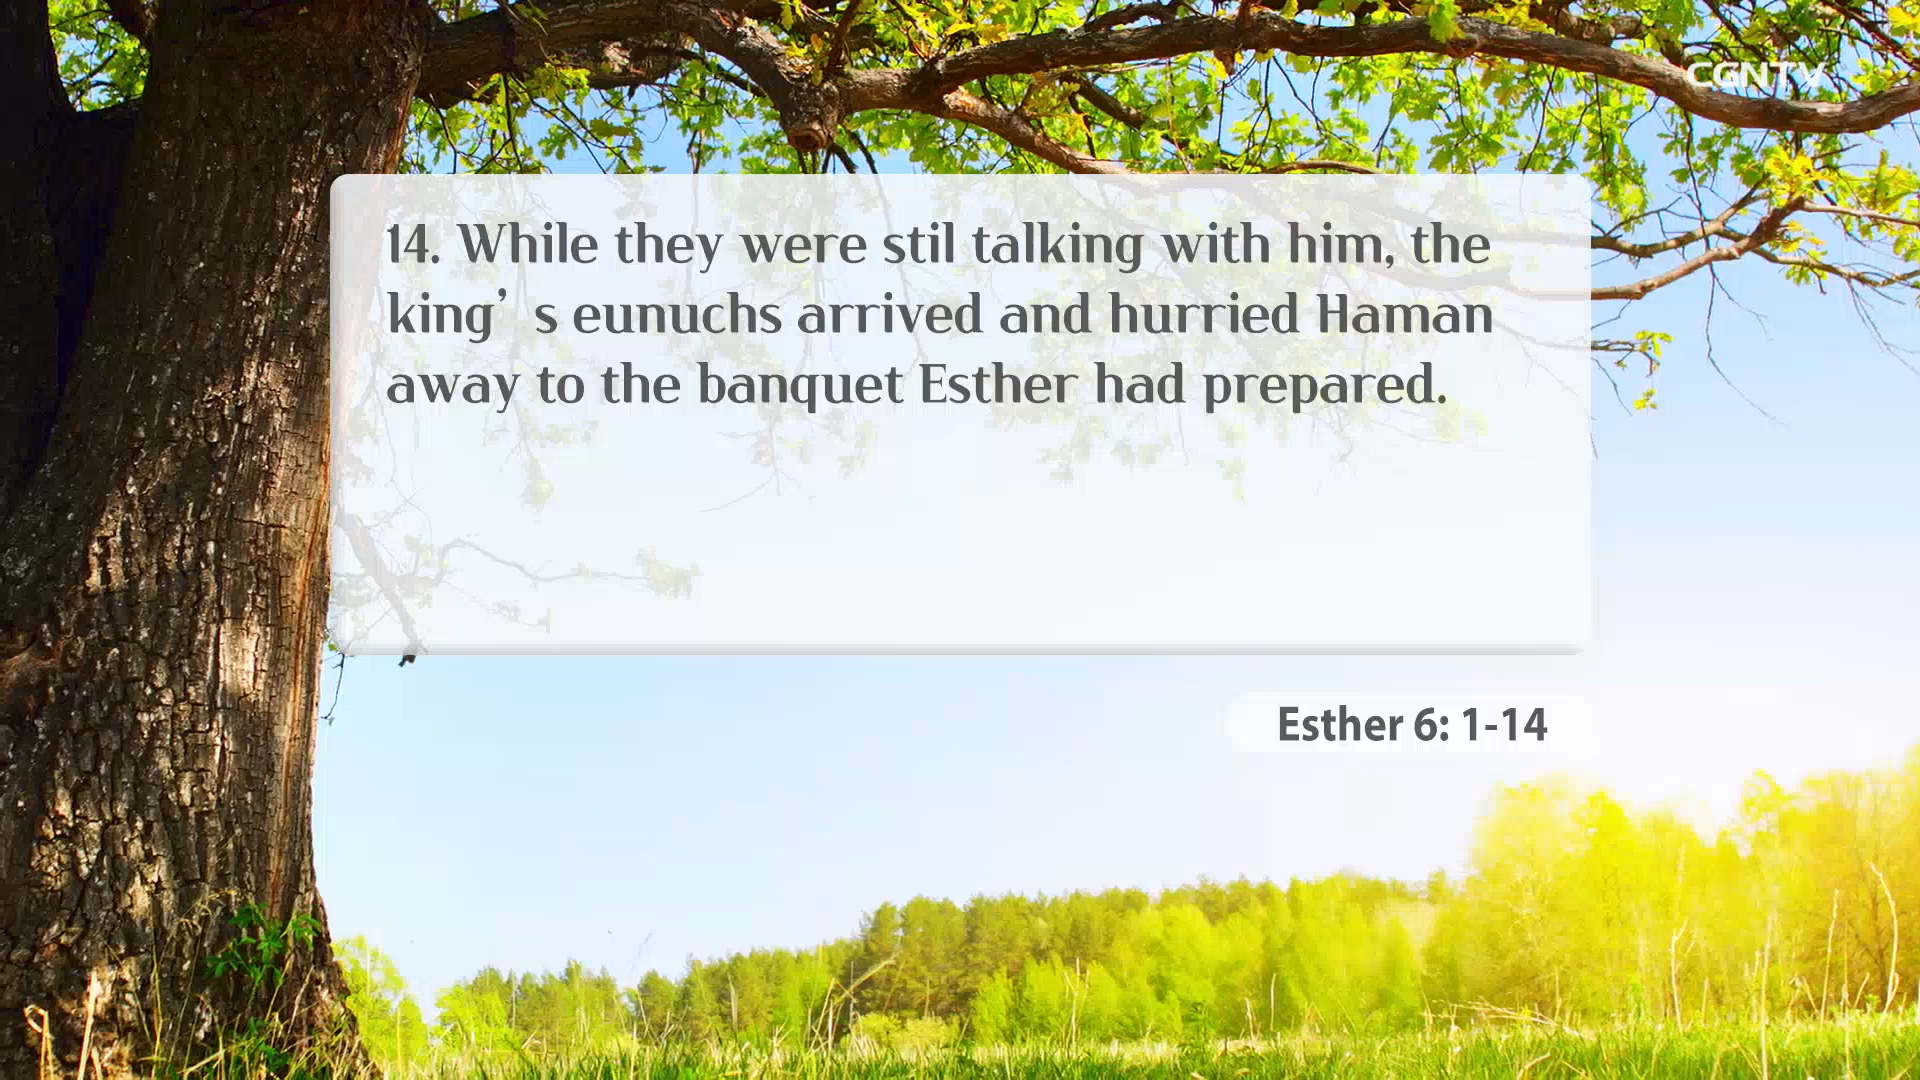 CGNTV
14. While they were stil talking with him, the
king’ s eunuchs arrived and hurried Haman
away to the banquet Esther had prepared.
Esther 6: 1-14